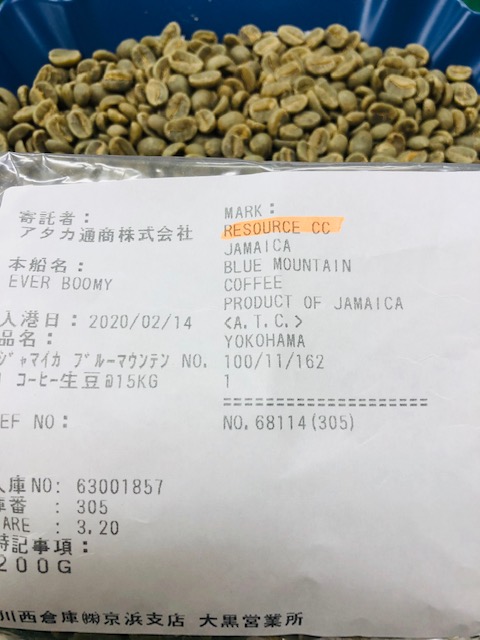 寄託者:
アタカ通商株式会社
本船名:
EVER BOOMY
入港日: 2020/02/14
品名:
ジャマイカ ブルーマウンテン NO.
コーヒー生豆@15KG
EF NO:
入庫NO: 63001857
庫番 : 305
ARE : 3.20
特記事項:
200G
MARK:
RESOURCE CC
JAMAICA
BLUE MOUNTAIN
COFFEE
PRODUCT OF JAMAICA
<A.T.C.>
YOKOHAMA
100/11/162
1
====================
NO.68114(305)
川西倉庫㈱京浜支店 大黒営業所